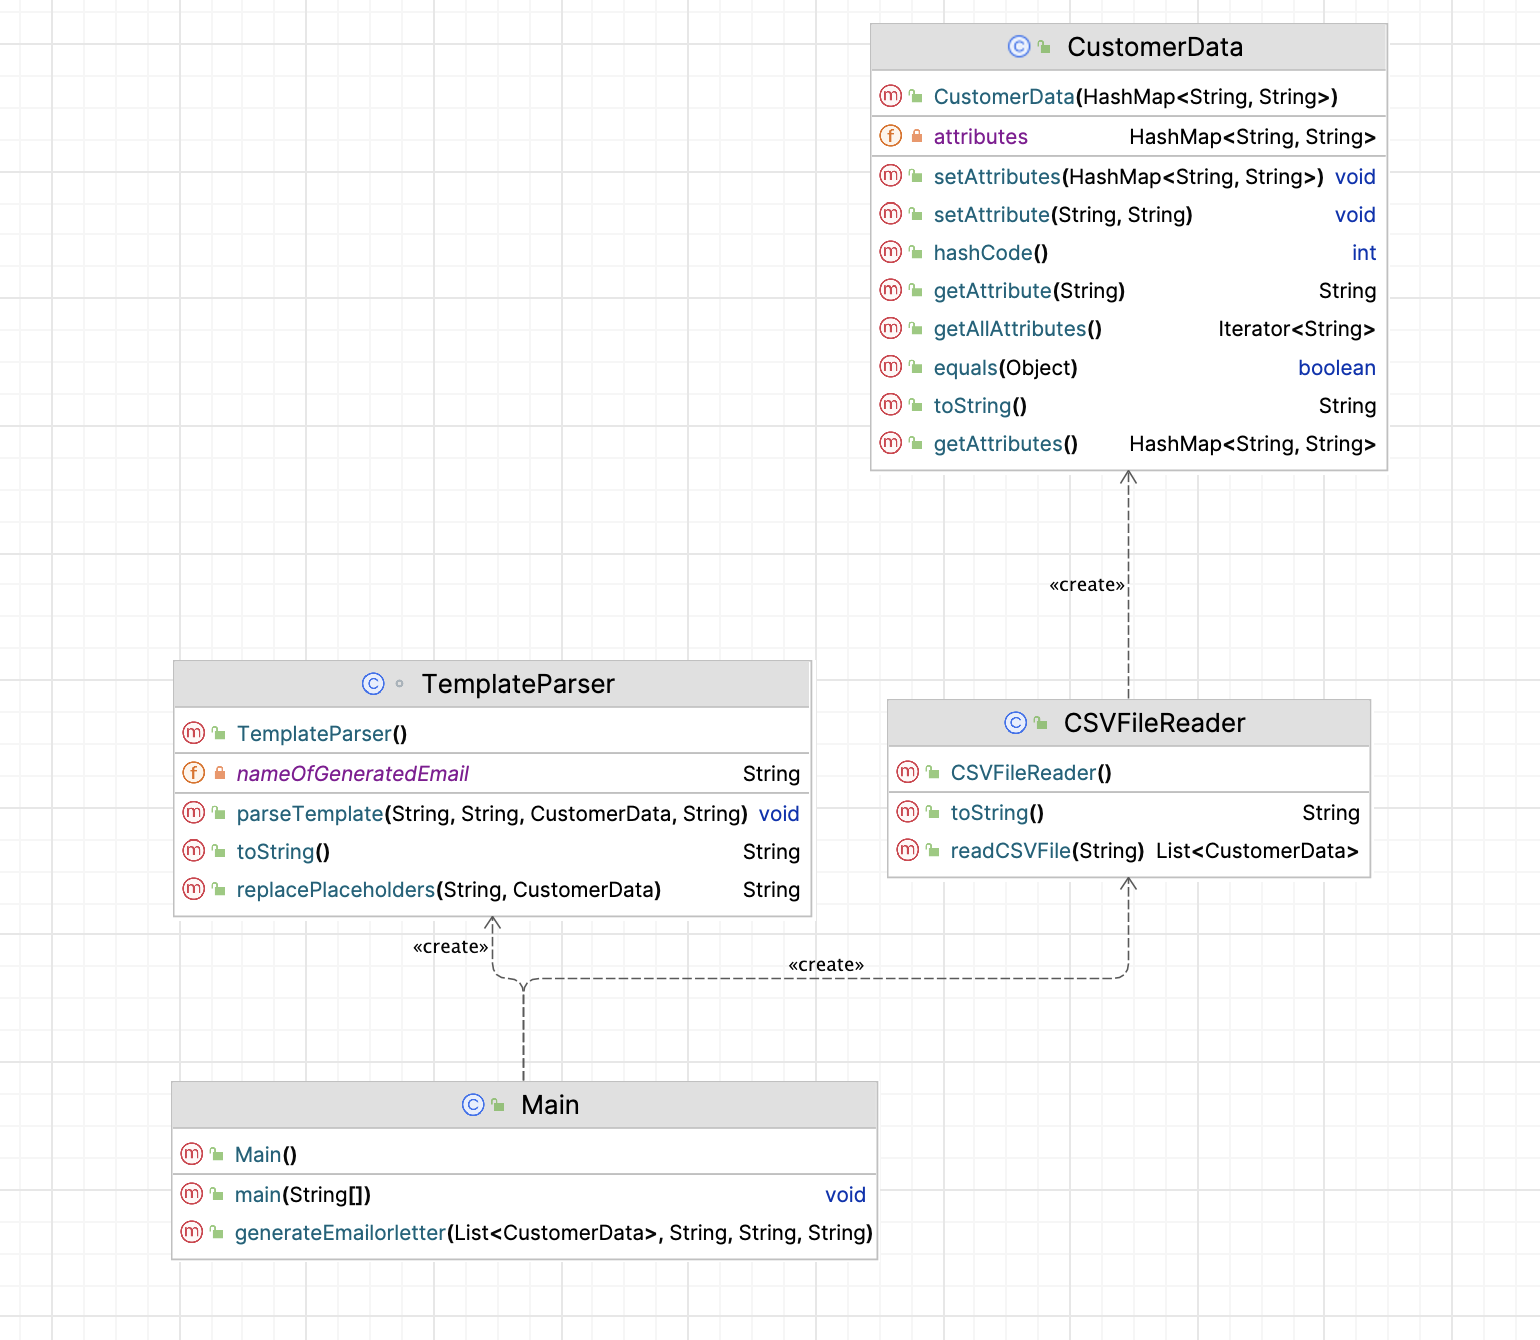 CustomerData
CustomerData(HashMap<String, String>)
attributes HashMap<String, String>
setAttributes(HashMap<String, String>) void
setAttribute(String, String) void
hashCode() int
getAttribute(String) String
getAllAttributes() Iterator<String>
equals(Object) boolean
toString() String
getAttributes() HashMap<String, String>
«create»
TemplateParser
TemplateParser()
nameOfGeneratedEmail String
parseTemplate(String, String, CustomerData, String) void
toString() String
replacePlaceholders(String, CustomerData) String
CSVFileReader
CSVFileReader()
toString() String
readCSVFile(String) List<CustomerData>
«create»
«create»
Main
Main()
main(String[]) void
generateEmailorletter(List<CustomerData>, String, String, String)